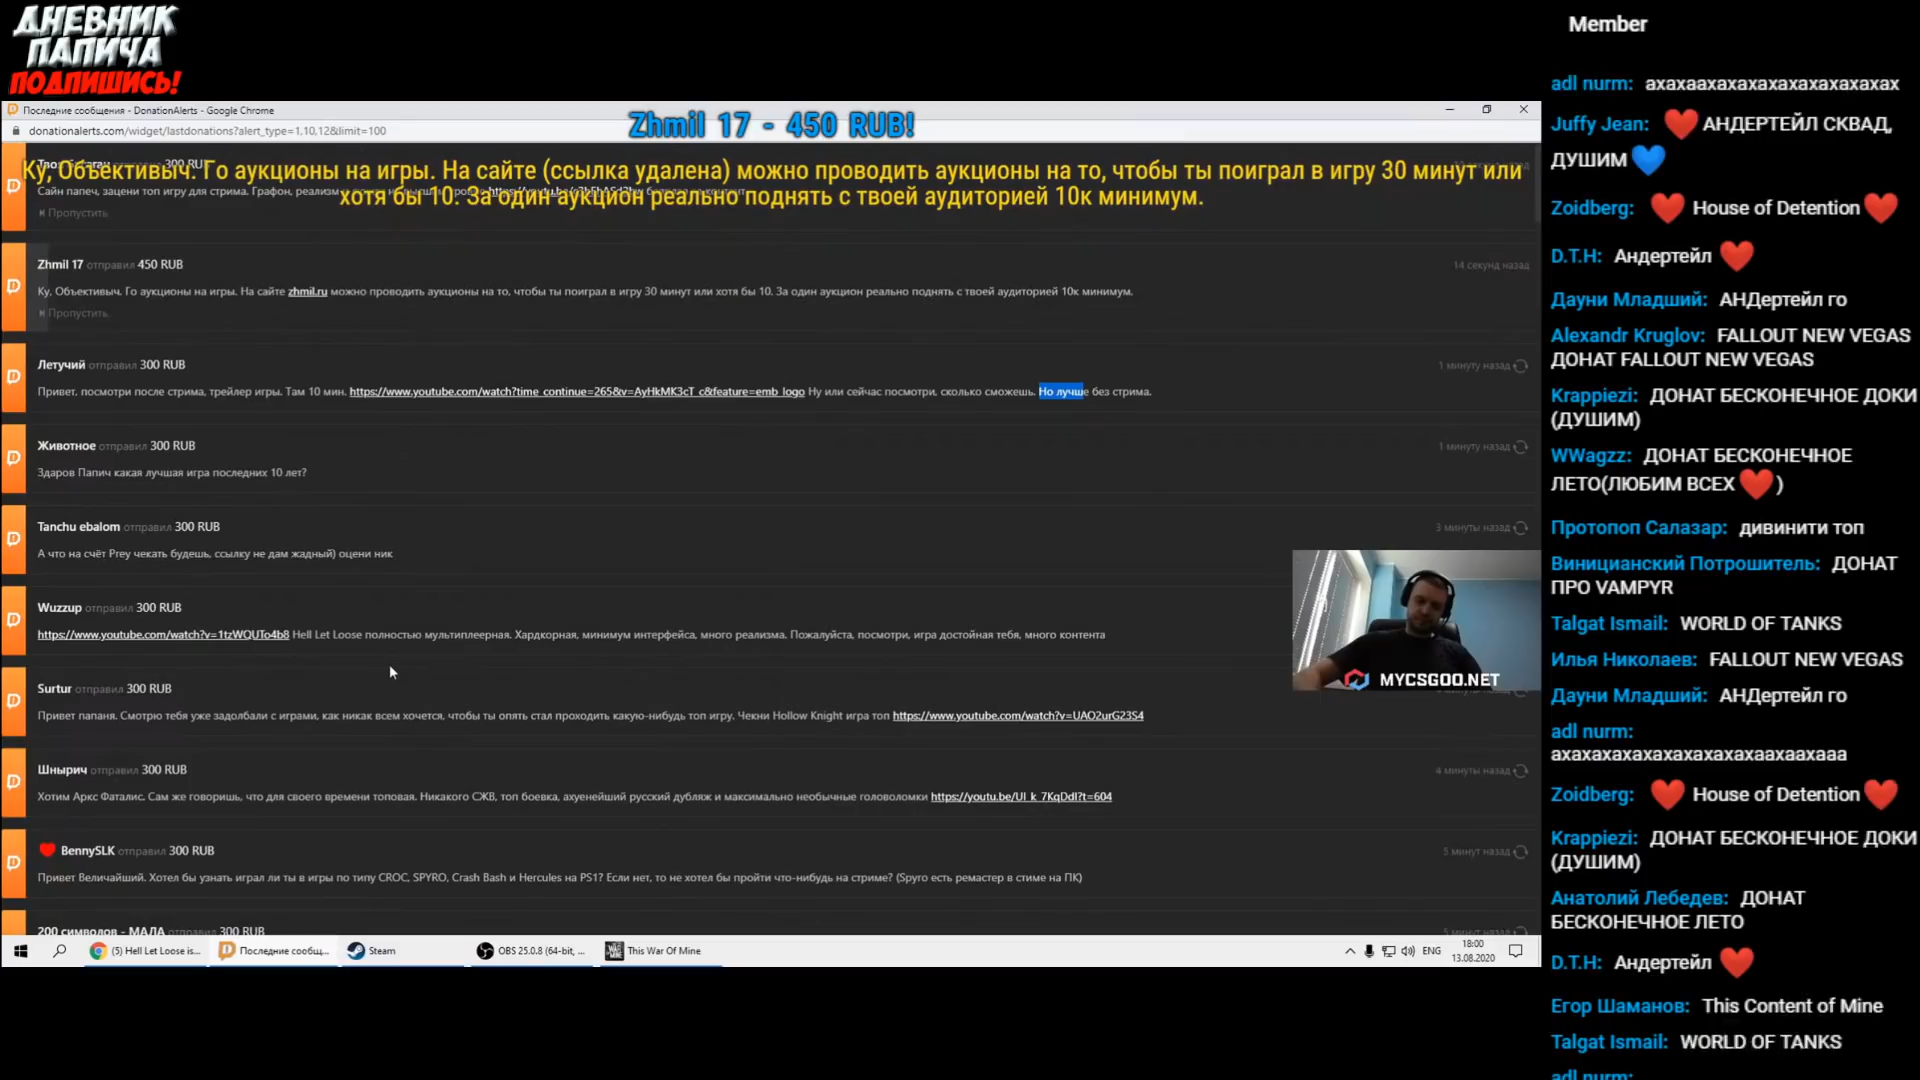 ДНЕВНИК
ПАПИЧА
ПОДПИШИСЬ!
Последние сообщения - DonationAlerts - Google Chrome
donationalerts.com/widget/lastdonations?alert_type=1,10,12&limit=100
Zhmil 17 - 450 RUB!
300 RUB
Ку, Объективыч. Го аукционы на игры. На сайте (ссылка удалена) можно проводить аукционы на то, чтобы ты поиграл в игру 30 минут или
хотя бы 10. За один аукцион реально поднять с твоей аудиторией 10к минимум.
Сайн папеч, зацени топ игру для стрима. Графон, реализм
Пропустить
Zhmil 17 отправил 450 RUB
14 секунд назад
Ку, Объективыч. Го аукционы на игры. На сайте zhmil.ru можно проводить аукционы на то, чтобы ты поиграл в игру 30 минут или хотя бы 10. За один аукцион реально поднять с твоей аудиторией 10к минимум.
Пропустить
Летучий отправил 300 RUB
1 минуту назад
Привет, посмотри после стрима, трейлер игры. Там 10 мин. https://www.youtube.com/watch?time_continue=265&v=AyHkMK3cT_c&feature=emb_logo Ну или сейчас посмотри, сколько сможешь. Но лучше без стрима.
Животное отправил 300 RUB
1 минуту назад
Здаров Папич какая лучшая игра последних 10 лет?
Tanchu ebalom отправил 300 RUB
3 минуты назад
А что на счёт Prey чекать будешь, ссылку не дам жадный) оцени ник
Wuzzup отправил 300 RUB
https://www.youtube.com/watch?v=1tzWQUTo4b8 Hell Let Loose полностью мультиплеерная. Хардкорная, минимум интерфейса, много реализма. Пожалуйста, посмотри, игра достойная тебя, много контента
Surtur отправил 300 RUB
Привет папаня. Смотрю тебя уже задолбали с играми, как никак всем хочется, чтобы ты опять стал проходить какую-нибудь топ игру. Чекни Hollow Knight игра топ https://www.youtube.com/watch?v=UAO2urG23S4
Шнырич отправил 300 RUB
4 минуты назад
Хотим Аркс Фаталис. Сам же говоришь, что для своего времени топовая. Никакого СЖВ, топ боевка, ахуенейший русский дубляж и максимально необычные головоломки https://youtu.be/UI_k_7KqDdI?t=604
BennySLK отправил 300 RUB
5 минут назад
Привет Величайший. Хотел бы узнать играл ли ты в игры по типу CROC, SPYRO, Crash Bash и Hercules на PS1? Если нет, то не хотел бы пройти что-нибудь на стриме? (Spyro есть ремастер в стиме на ПК)
200 символов - МАЛА отправил 300 RUB
5 минут назад
MYCSGOO.NET
(5) Hell Let Loose is...
Последние сообщ...
Steam
OBS 25.0.8 (64-bit, ...
This War Of Mine
ENG
18:00
13.08.2020
Member
adl nurm: ахахаахахахахахахахахах
Juffy Jean: АНДЕРТЕЙЛ СКВАД,
ДУШИМ
Zoidberg: House of Detention
D.T.H: Андертейл
Дауни Младший: АНДертейл го
Alexandr Kruglov: FALLOUT NEW VEGAS
ДОНАТ FALLOUT NEW VEGAS
Krappiezi: ДОНАТ БЕСКОНЕЧНОЕ ДОКИ
(ДУШИМ)
WWagzz: ДОНАТ БЕСКОНЕЧНОЕ
ЛЕТО(ЛЮБИМ ВСЕХ )
Протопоп Салазар: дивинити топ
Виницианский Потрошитель: ДОНАТ
ПРО VAMPYR
Talgat Ismail: WORLD OF TANKS
Илья Николаев: FALLOUT NEW VEGAS
Дауни Младший: АНДертейл го
adl nurm:
ахахахахахахахахахаахаахааа
Zoidberg: House of Detention
Krappiezi: ДОНАТ БЕСКОНЕЧНОЕ ДОКИ
(ДУШИМ)
Анатолий Лебедев: ДОНАТ
БЕСКОНЕЧНОЕ ЛЕТО
D.T.H: Андертейл
Егор Шаманов: This Content of Mine
Talgat Ismail: WORLD OF TANKS
adl nurm: